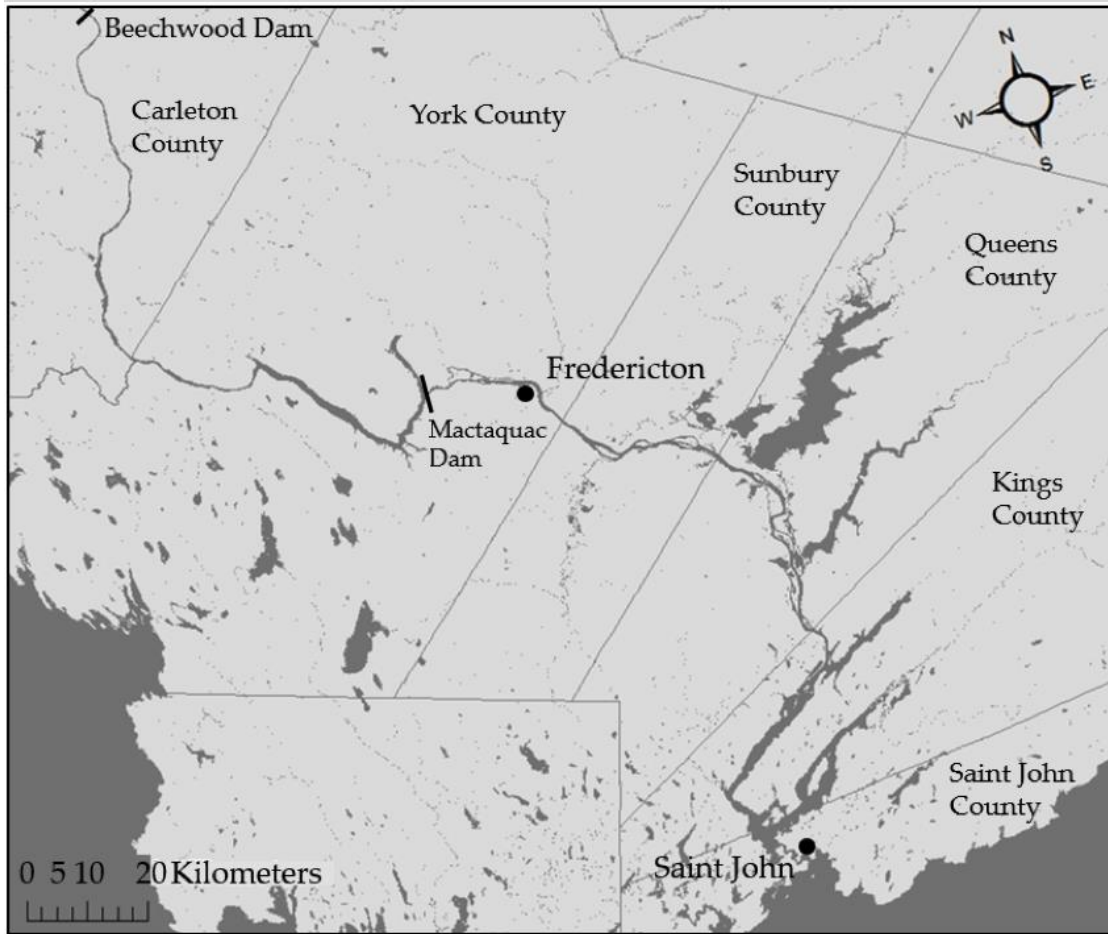 Beechwood Dam
Carleton
County
York County
N
E
W
S
Sunbury
County
Queens
County
Fredericton
Mactaquac
Dam
Kings
County
Saint John
County
Saint John
0 5 10 20 Kilometers